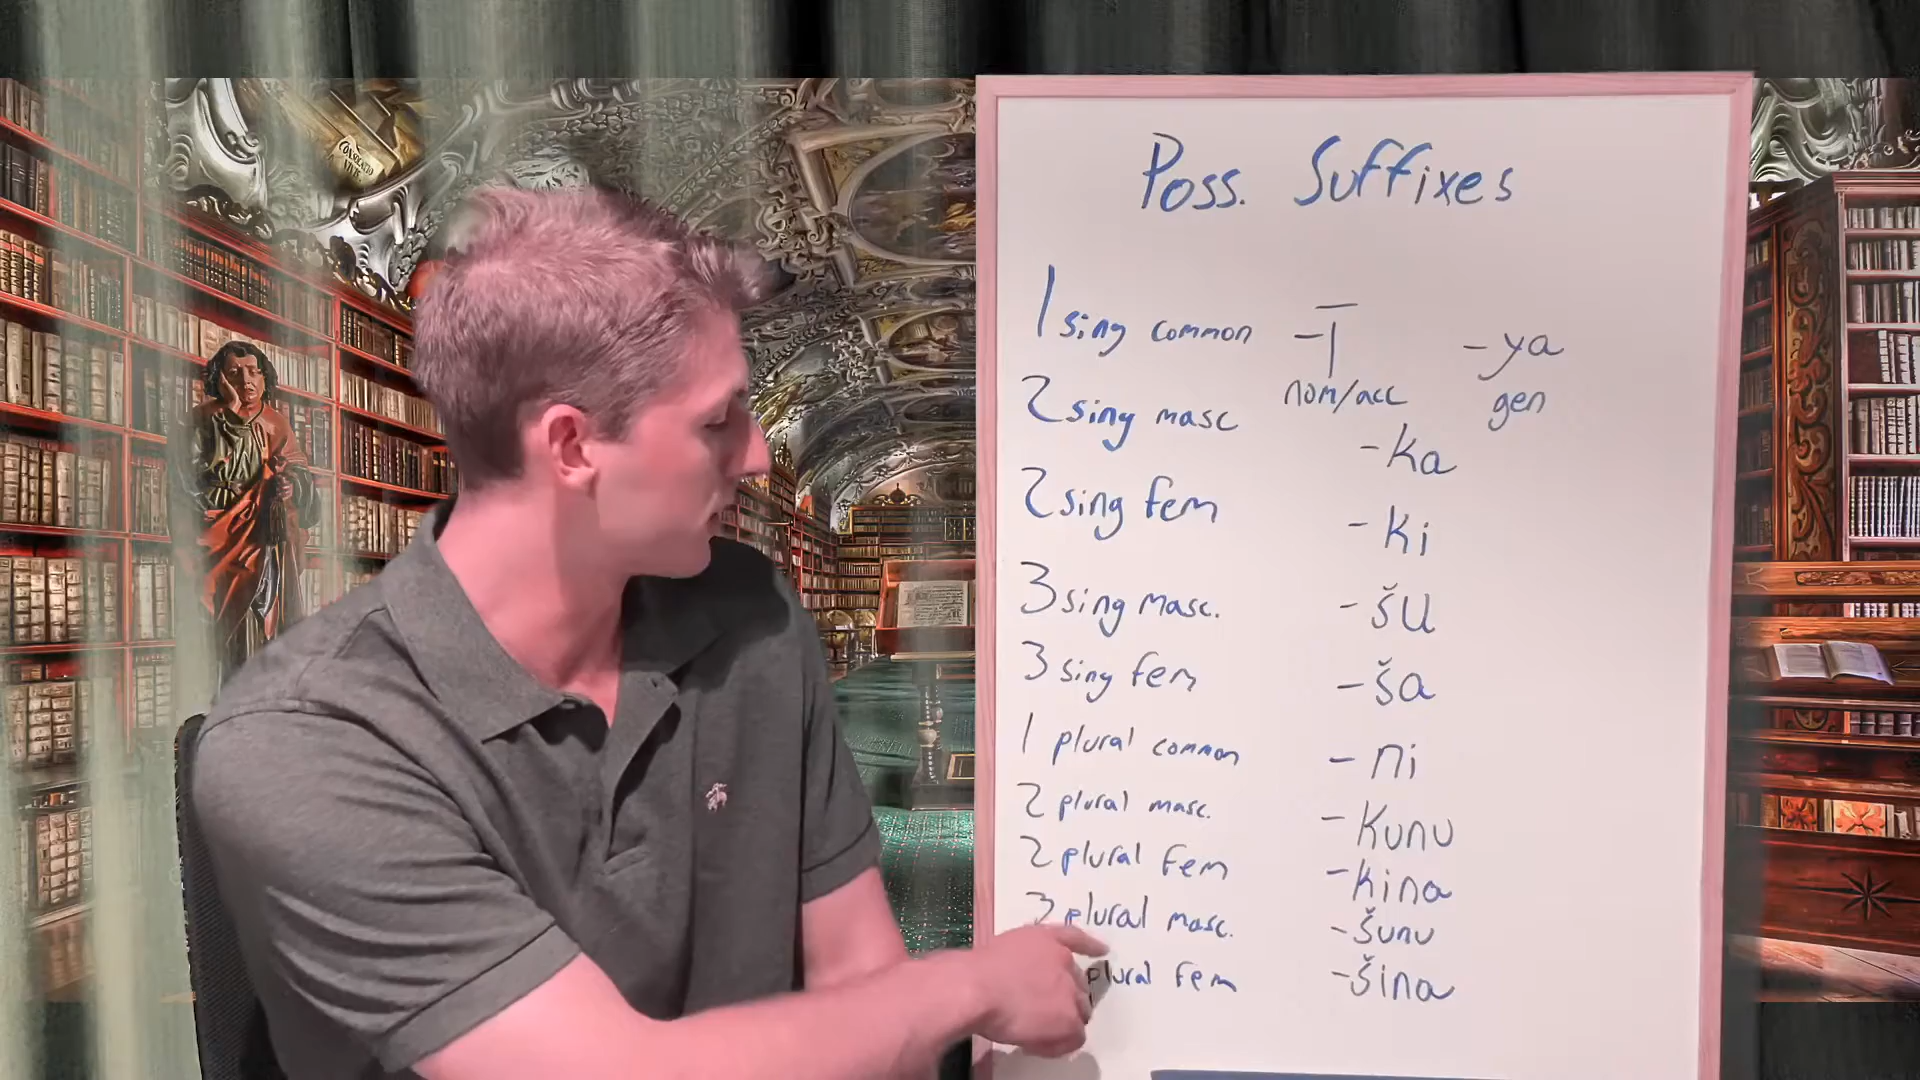 CONSOLATIO
Poss. Suffixes
1 sing common -ī -ya
nom/acc gen
2 sing masc -ka
2 sing fem -ki
3 sing masc. -šu
3 sing fem -ša
1 plural common -ni
2 plural masc. -kunu
2 plural fem -kina
3 plural masc. -šunu
plural fem -šina